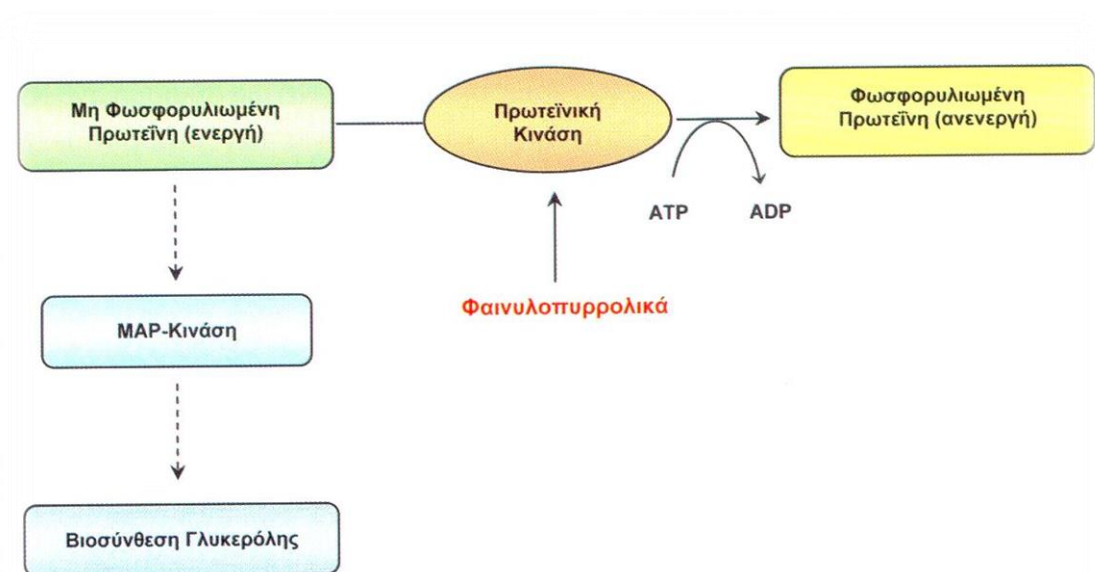 Μη Φωσφορυλιωμένη
Πρωτεΐνη (ενεργή)
Πρωτεϊνική
Κινάση
Φωσφορυλιωμένη
Πρωτεΐνη (ανενεργή)
ATP
ADP
Φαινυλοπυρρολικά
MAP-Κινάση
Βιοσύνθεση Γλυκερόλης